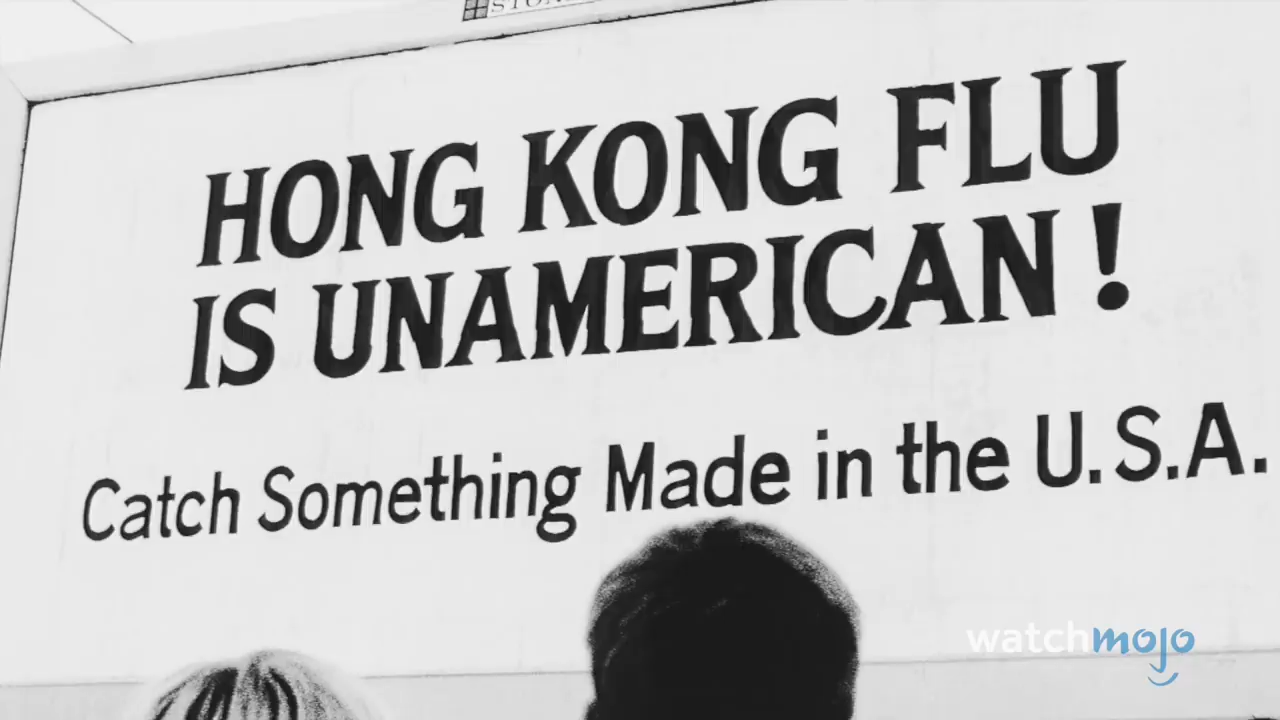 HONG KONG FLU
IS UNAMERICAN!
Catch Something Made in the U.S.A.
watchmojo